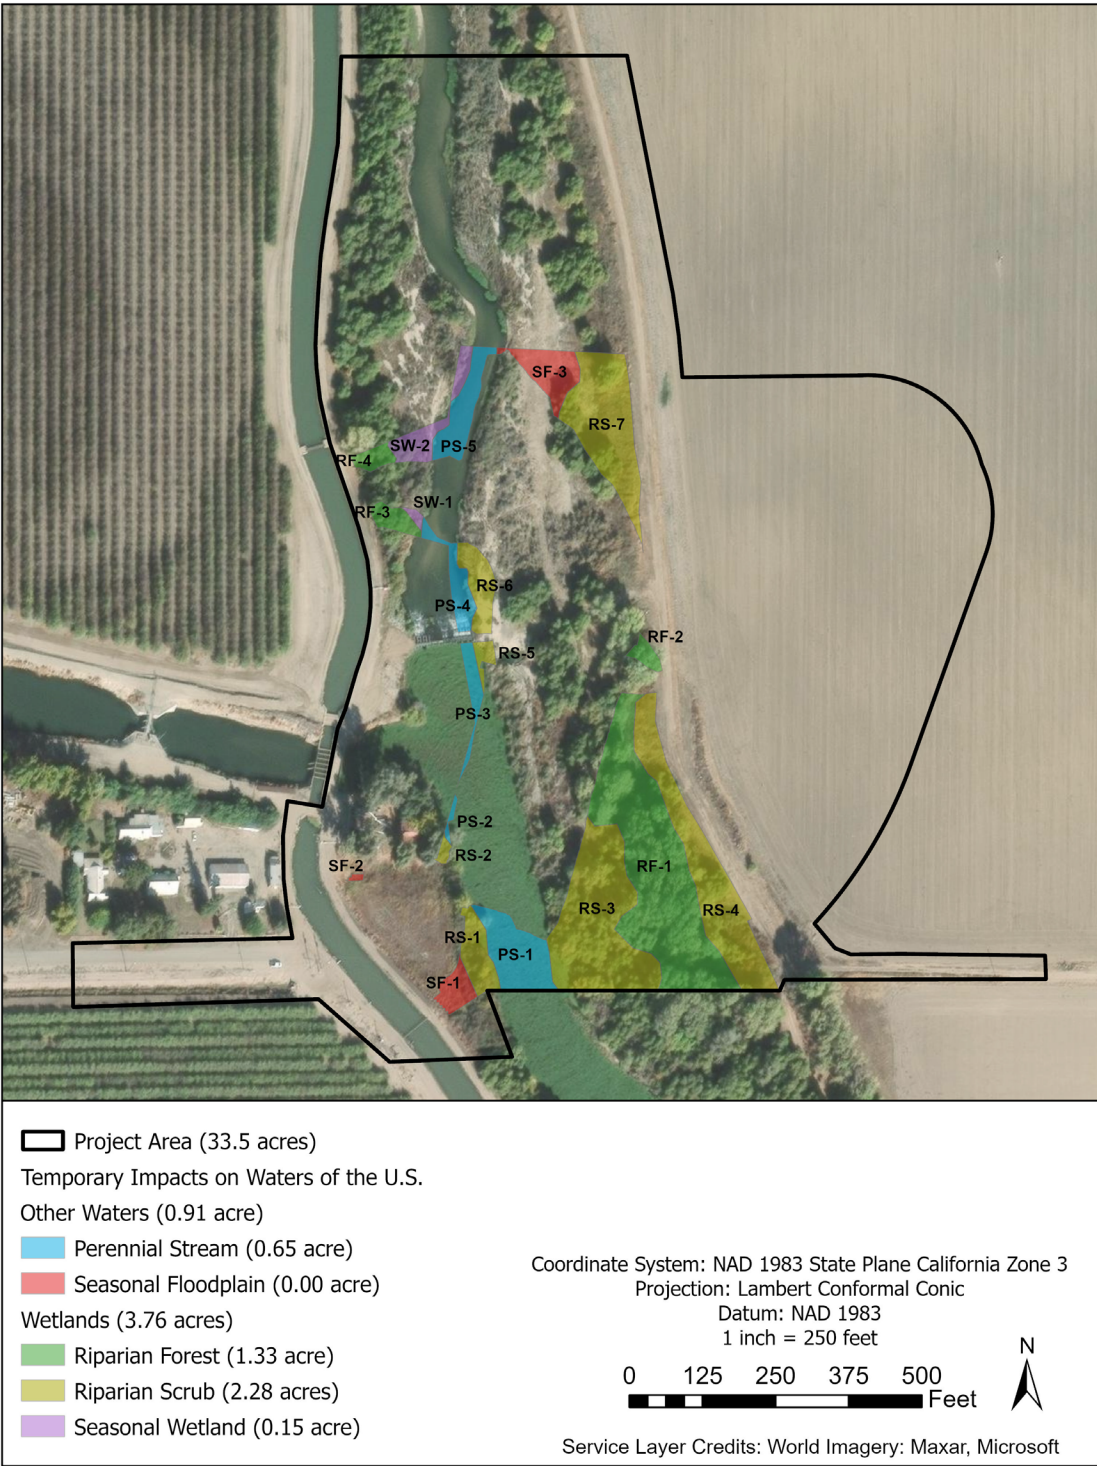 SF-3
RS-7
SW-2
PS-5
RF-4
SW-1
RF-3
RS-6
PS-4
RF-2
RS-5
PS-3
PS-2
RS-2
SF-2
RF-1
RS-3
RS-4
RS-1
PS-1
SF-1
Project Area (33.5 acres)
Temporary Impacts on Waters of the U.S.
Other Waters (0.91 acre)
Perennial Stream (0.65 acre)
Seasonal Floodplain (0.00 acre)
Wetlands (3.76 acres)
Riparian Forest (1.33 acre)
Riparian Scrub (2.28 acres)
Seasonal Wetland (0.15 acre)
Coordinate System: NAD 1983 State Plane California Zone 3
Projection: Lambert Conformal Conic
Datum: NAD 1983
1 inch = 250 feet
N
0 125 250 375 500
Feet
Service Layer Credits: World Imagery: Maxar, Microsoft